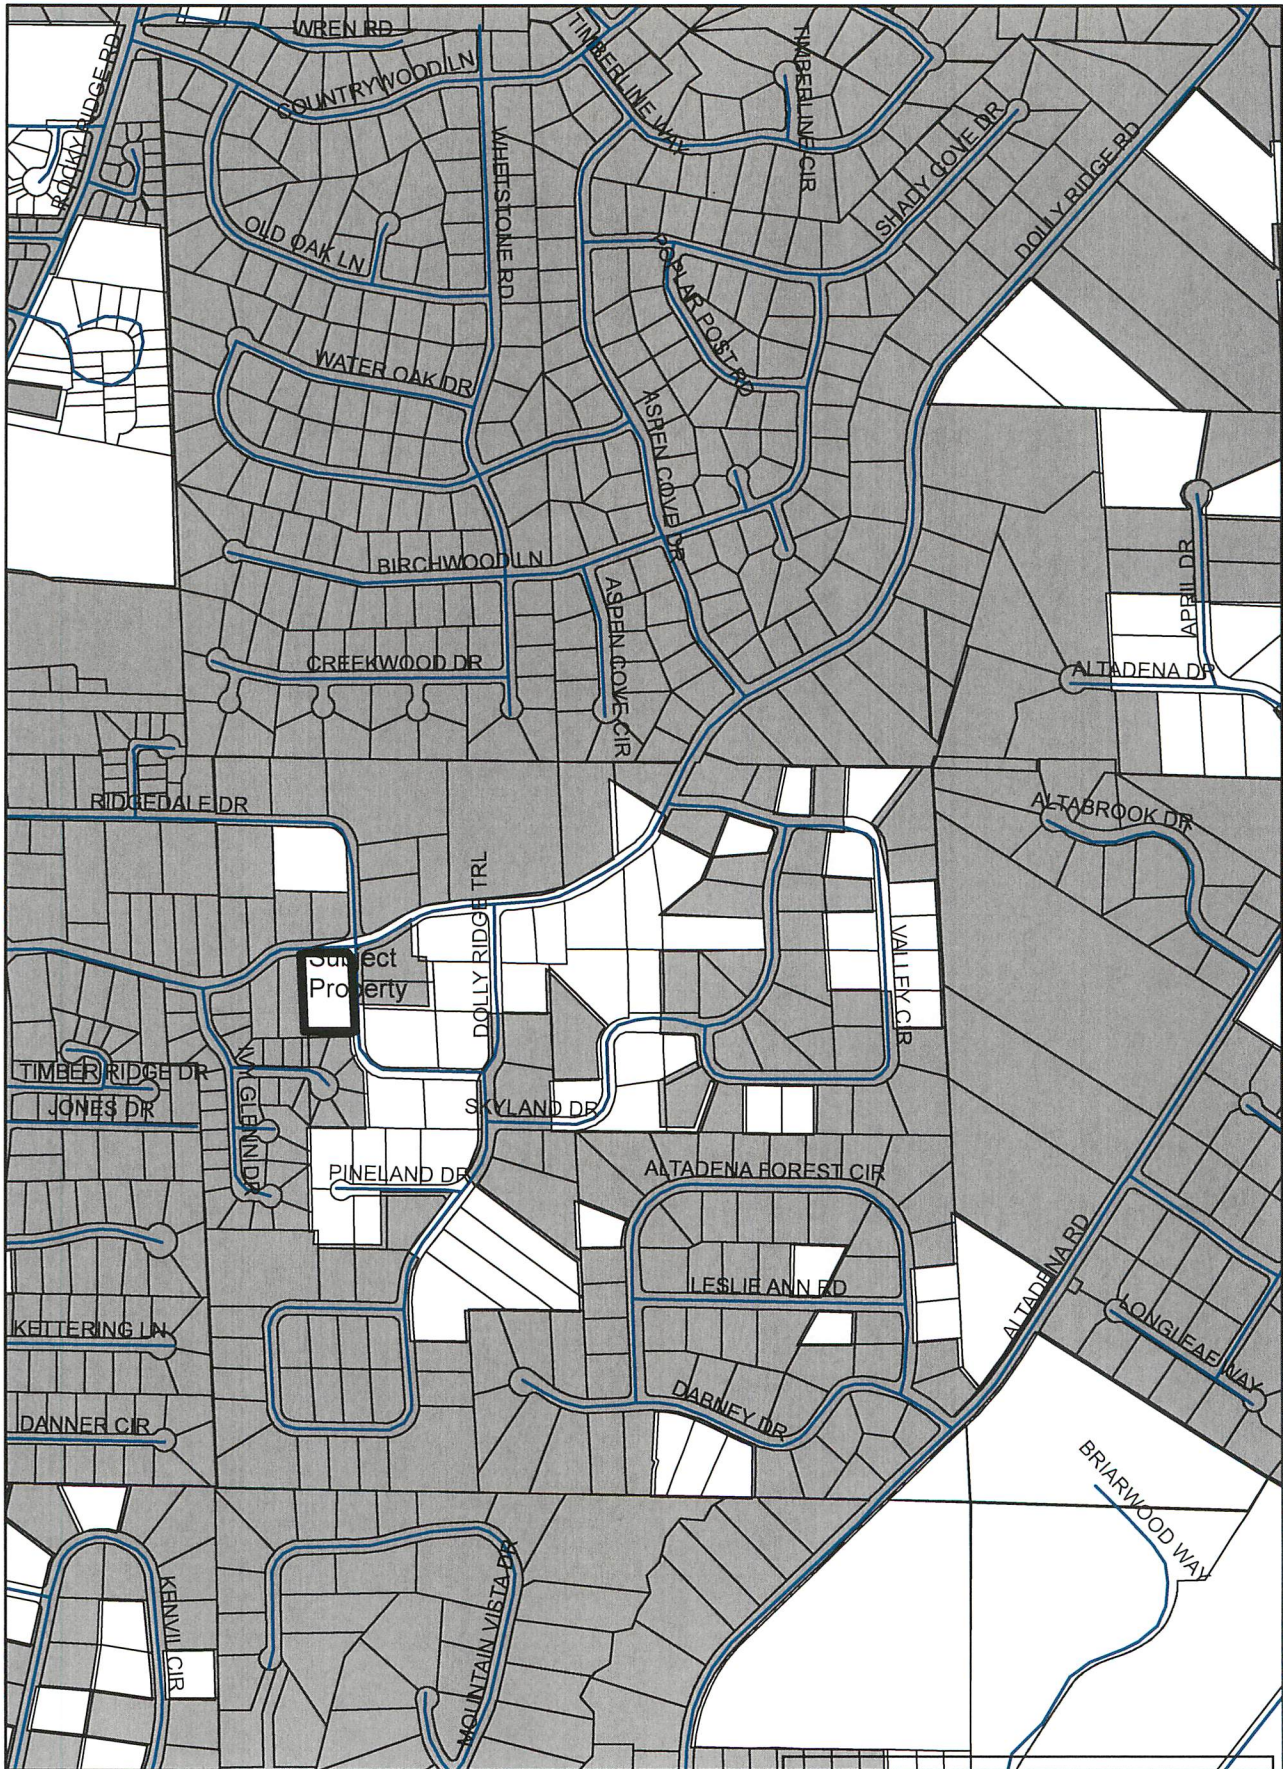 WREN RD
COUNTRYWOOD LN
TIMBERLINE WAY
TIMBERLINE CIR
ROCKY RIDGE RD
WHETSTONE RD
SHADY COVE DR
DOLLY RIDGE RD
OLD OAK LN
POPLAR POST RD
WATER OAK DR
ASPEN COVE DR
BIRCHWOOD LN
APRIL DR
ASPEN COVE CIR
CREEKWOOD DR
ALTADENA DR
RIDGEDALE DR
ALTABROOK DR
DOLLY RIDGE TRL
VALLEY CIR
Subject
Property
TIMBER RIDGE DR
JONES DR
IVY GLENN DR
SKYLAND DR
PINELAND DR
ALTADENA FOREST CIR
ALTADENA RD
LESLIE ANN RD
KETTERING LN
LONGLEAF WAY
DANNER CIR
DABNEY DR
BRIARWOOD WAY
KENVIL CIR
MOUNTAIN VISTA DR